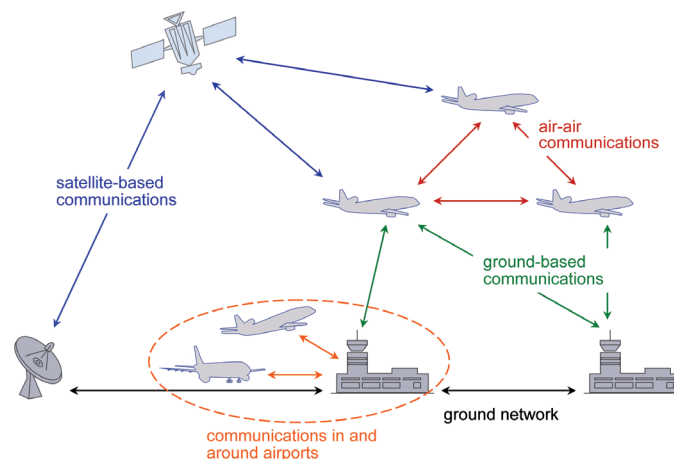 air-air
communications
satellite-based
communications
ground-based
communications
ground network
communications in and
around airports